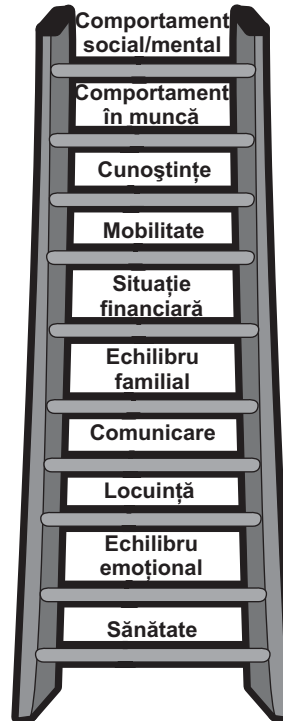 Comportament
social/mental
Comportament
în muncă
Cunoştinţe
Mobilitate
Situaţie
financiară
Echilibru
familial
Comunicare
Locuinţă
Echilibru
emoţional
Sănătate